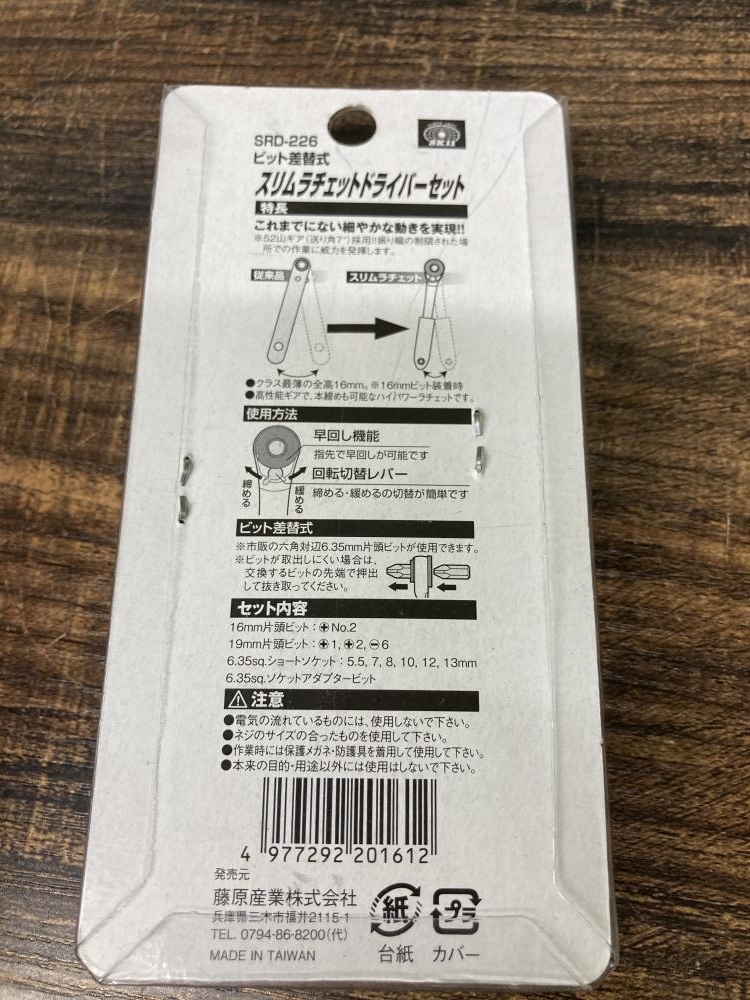 SRD-226
SK11
ビット差替式
スリムラチェットドライバーセット
特長
これまでにない細やかな動きを実現!!
※52山ギア(送り角7°)採用!!振り幅の制限された場
所での作業に威力を発揮します。
従来品
スリムラチェット
●クラス最薄の全高16mm。※16mmビット装着時
●高性能ギアで、本締めも可能なハイパワーラチェットです。
使用方法
早回し機能
指先で早回しが可能です
回転切替レバー
締める・緩めるの切替が簡単です
締める
緩める
ビット差替式
※市販の六角対辺6.35mm片頭ビットが使用できます。
※ビットが取出しにくい場合は、
交換するビットの先端で押出
して抜き取ってください。
セット内容
16mm片頭ビット:⊕No.2
19mm片頭ビット:⊕1,⊕2,⊖6
6.35sq.ショートソケット:5.5, 7, 8, 10, 12, 13mm
6.35sq.ソケットアダプタービット
注意
●電気の流れているものには、使用しないで下さい。
●ネジのサイズの合ったものを使用して下さい。
●作業時には保護メガネ・防護具を着用して使用して下さい。
●本来の目的・用途以外には使用はしないで下さい。
4 977292 201612
発売元
藤原産業株式会社
兵庫県三木市福井2115-1
TEL. 0794-86-8200(代)
MADE IN TAIWAN
紙
台紙
プラ
カバー